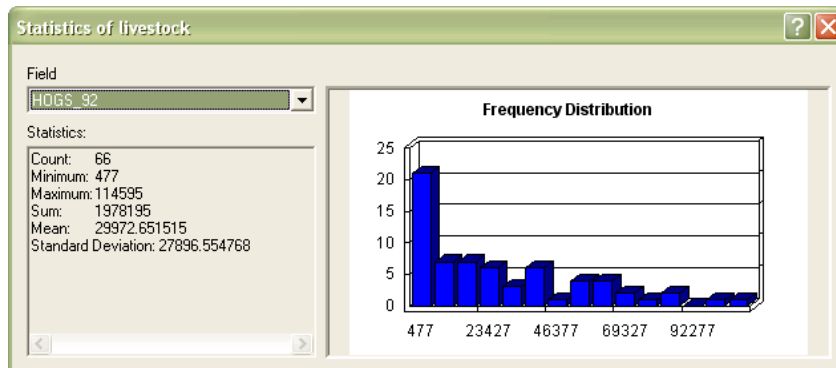 Statistics of livestock
Field
HOGS_92
Statistics:
Count: 66
Minimum: 477
Maximum: 114595
Sum: 1978195
Mean: 29972.651515
Standard Deviation: 27896.554768
Frequency Distribution
25
20
15
10
5
0
477 23427 46377 69327 92277